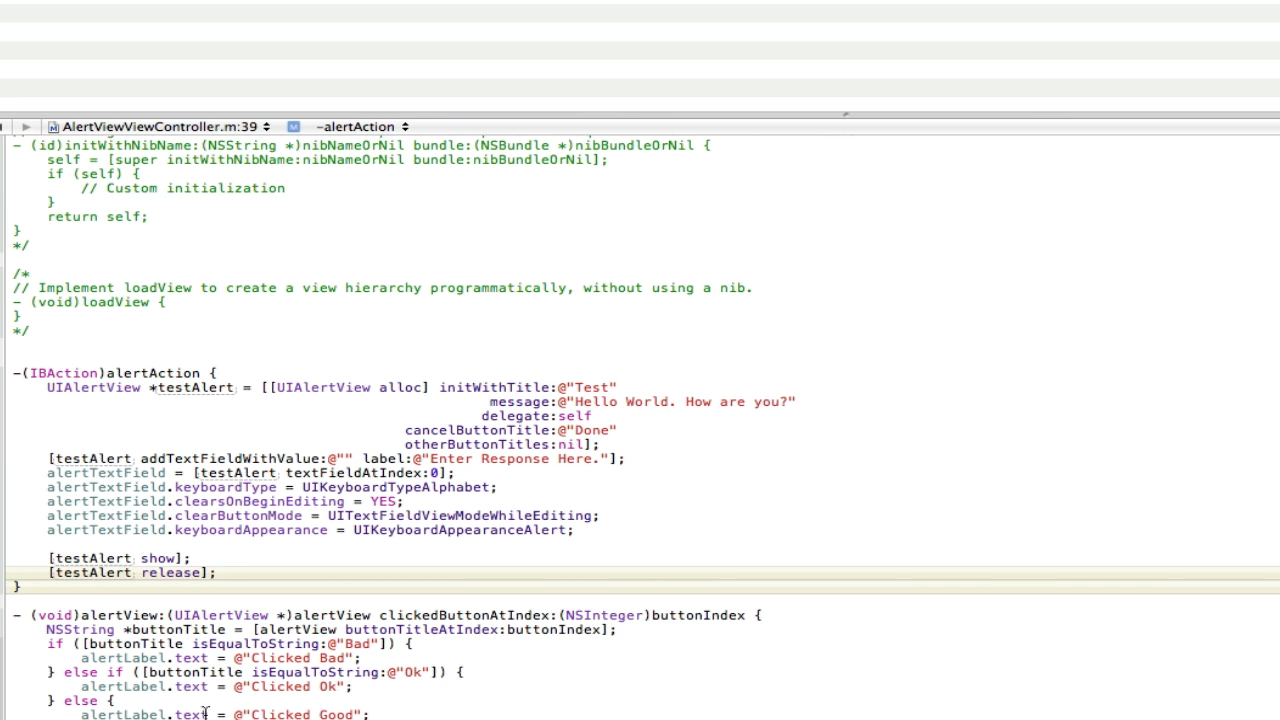 AlertViewViewController.m:39 M -alertAction
- (id)initWithNibName:(NSString *)nibNameOrNil bundle:(NSBundle *)nibBundleOrNil {
self = [super initWithNibName:nibNameOrNil bundle:nibBundleOrNil];
if (self) {
// Custom initialization
}
return self;
}
*/
/*
// Implement loadView to create a view hierarchy programmatically, without using a nib.
- (void)loadView {
}
*/
-(IBAction)alertAction {
UIAlertView *testAlert = [[UIAlertView alloc] initWithTitle:@"Test"
message:@"Hello World. How are you?"
delegate:self
cancelButtonTitle:@"Done"
otherButtonTitles:nil];
[testAlert addTextFieldWithValue:@"" label:@"Enter Response Here."];
alertTextField = [testAlert textFieldAtIndex:0];
alertTextField.keyboardType = UIKeyboardTypeAlphabet;
alertTextField.clearsOnBeginEditing = YES;
alertTextField.clearButtonMode = UITextFieldViewModeWhileEditing;
alertTextField.keyboardAppearance = UIKeyboardAppearanceAlert;
[testAlert show];
[testAlert release];
}
- (void)alertView:(UIAlertView *)alertView clickedButtonAtIndex:(NSInteger)buttonIndex {
NSString *buttonTitle = [alertView buttonTitleAtIndex:buttonIndex];
if ([buttonTitle isEqualToString:@"Bad"]) {
alertLabel.text = @"Clicked Bad";
} else if ([buttonTitle isEqualToString:@"Ok"]) {
alertLabel.text = @"Clicked Ok";
} else {
alertLabel.text = @"Clicked Good";